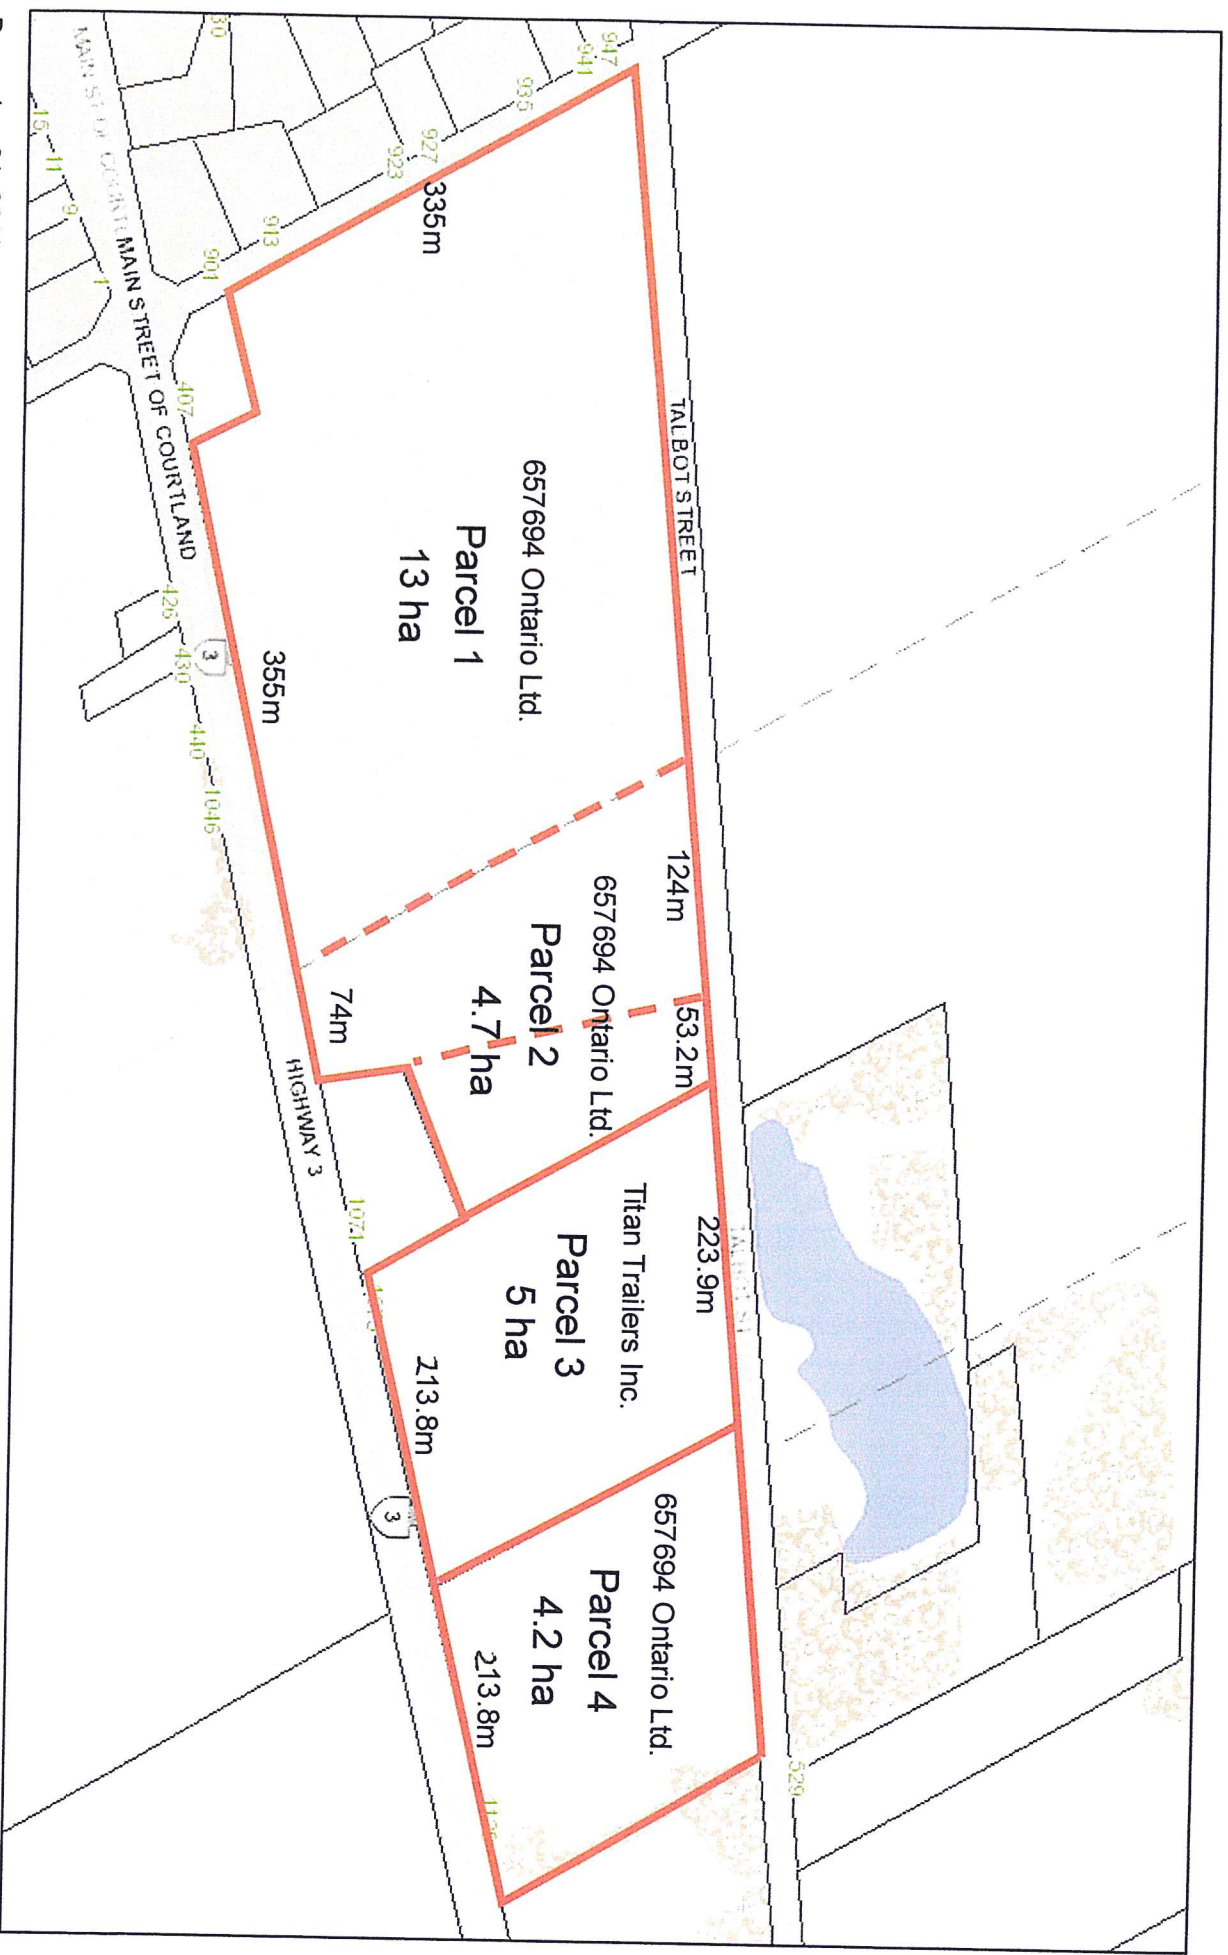 947
941
935
927
923
913
901
30
15
11
9
1
335m
TALBOT STREET
657694 Ontario Ltd.
Parcel 1
13 ha
355m
MAIN STREET OF COURTLAND
407
426
430
440
1046
3
124m
657694 Ontario Ltd.
Parcel 2
4.7 ha
74m
53.2m
HIGHWAY 3
1071
223.9m
Titan Trailers Inc.
Parcel 3
5 ha
213.8m
3
657694 Ontario Ltd.
Parcel 4
4.2 ha
213.8m
529